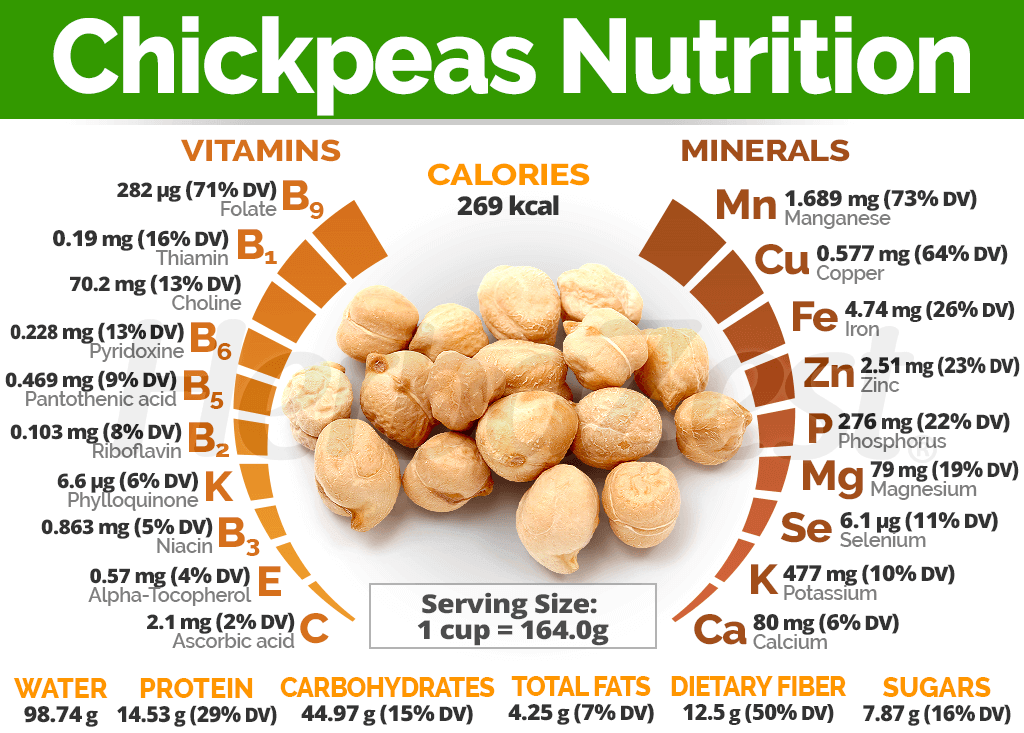 Chickpeas Nutrition
VITAMINS
282 µg (71% DV)
Folate
B9
0.19 mg (16% DV)
Thiamin
B1
70.2 mg (13% DV)
Choline
0.228 mg (13% DV)
Pyridoxine
B6
0.469 mg (9% DV)
Pantothenic acid
B5
0.103 mg (8% DV)
Riboflavin
B2
6.6 µg (6% DV)
Phylloquinone
K
0.863 mg (5% DV)
Niacin
B3
0.57 mg (4% DV)
Alpha-Tocopherol
E
2.1 mg (2% DV)
Ascorbic acid
C
CALORIES
269 kcal
Serving Size:
1 cup = 164.0g
MINERALS
Mn
1.689 mg (73% DV)
Manganese
Cu
0.577 mg (64% DV)
Copper
Fe
4.74 mg (26% DV)
Iron
Zn
2.51 mg (23% DV)
Zinc
P
276 mg (22% DV)
Phosphorus
Mg
79 mg (19% DV)
Magnesium
Se
6.1 µg (11% DV)
Selenium
K
477 mg (10% DV)
Potassium
Ca
80 mg (6% DV)
Calcium
WATER
98.74 g
PROTEIN
14.53 g (29% DV)
CARBOHYDRATES
44.97 g (15% DV)
TOTAL FATS
4.25 g (7% DV)
DIETARY FIBER
12.5 g (50% DV)
SUGARS
7.87 g (16% DV)